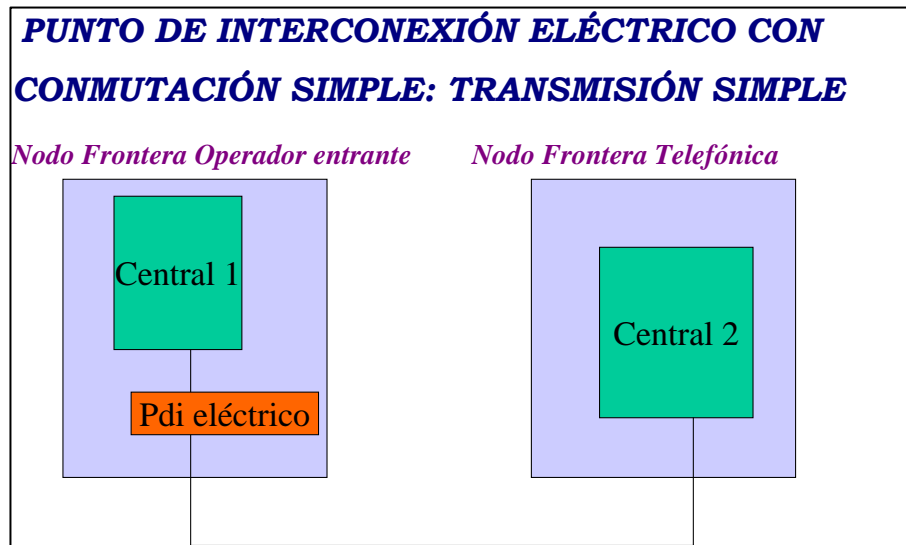 PUNTO DE INTERCONEXIÓN ELÉCTRICO CON
CONMUTACIÓN SIMPLE: TRANSMISIÓN SIMPLE
Nodo Frontera Operador entrante
Nodo Frontera Telefónica
Central 1
Central 2
Pdi eléctrico